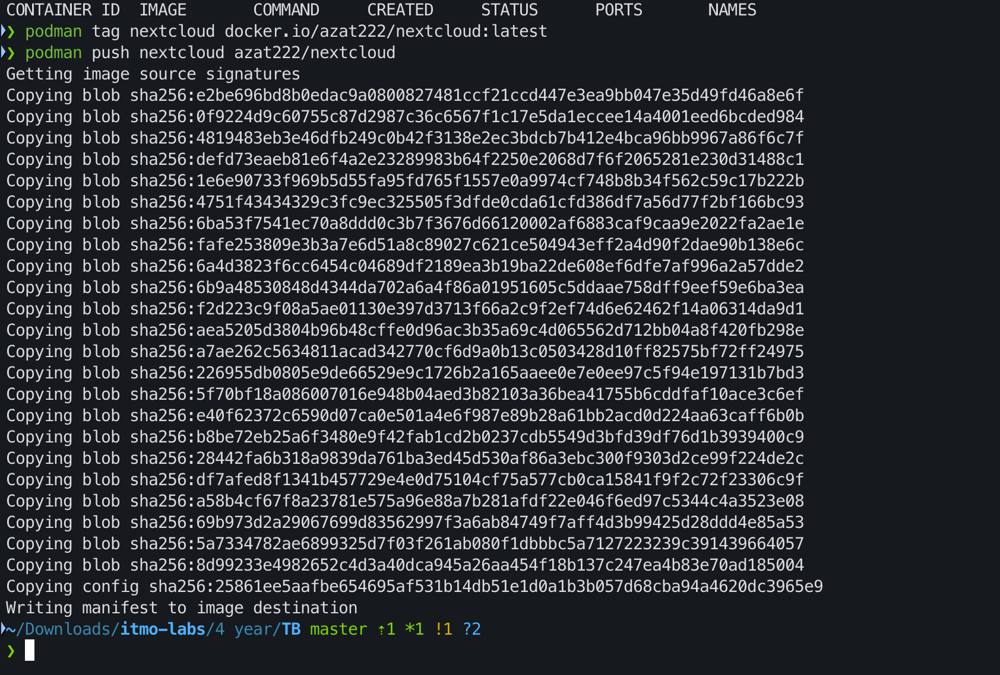 CONTAINER ID  IMAGE       COMMAND     CREATED     STATUS      PORTS       NAMES
❯ podman tag nextcloud docker.io/azat222/nextcloud:latest
❯ podman push nextcloud azat222/nextcloud
Getting image source signatures
Copying blob sha256:e2be696bd8b0edac9a0800827481ccf21ccd447e3ea9bb047e35d49fd46a8e6f
Copying blob sha256:0f9224d9c60755c87d2987c36c6567f1c17e5da1eccee14a4001eed6bcded984
Copying blob sha256:4819483eb3e46dfb249c0b42f3138e2ec3bdcb7b412e4bca96bb9967a86f6c7f
Copying blob sha256:defd73eaeb81e6f4a2e23289983b64f2250e2068d7f6f2065281e230d31488c1
Copying blob sha256:1e6e90733f969b5d55fa95fd765f1557e0a9974cf748b8b34f562c59c17b222b
Copying blob sha256:4751f43434329c3fc9ec325505f3dfde0cda61cfd386df7a56d77f2bf166bc93
Copying blob sha256:6ba53f7541ec70a8ddd0c3b7f3676d66120002af6883caf9caa9e2022fa2ae1e
Copying blob sha256:fafe253809e3b3a7e6d51a8c89027c621ce504943eff2a4d90f2dae90b138e6c
Copying blob sha256:6a4d3823f6cc6454c04689df2189ea3b19ba22de608ef6dfe7af996a2a57dde2
Copying blob sha256:6b9a48530848d4344da702a6a4f86a01951605c5ddaae758dff9eef59e6ba3ea
Copying blob sha256:f2d223c9f08a5ae01130e397d3713f66a2c9f2ef74d6e62462f14a06314da9d1
Copying blob sha256:aea5205d3804b96b48cffe0d96ac3b35a69c4d065562d712bb04a8f420fb298e
Copying blob sha256:a7ae262c5634811acad342770cf6d9a0b13c0503428d10ff82575bf72ff24975
Copying blob sha256:226955db0805e9de66529e9c1726b2a165aaee0e7e0ee97c5f94e197131b7bd3
Copying blob sha256:5f70bf18a086007016e948b04aed3b82103a36bea41755b6cddfaf10ace3c6ef
Copying blob sha256:e40f62372c6590d07ca0e501a4e6f987e89b28a61bb2acd0d224aa63caff6b0b
Copying blob sha256:b8be72eb25a6f3480e9f42fab1cd2b0237cdb5549d3bfd39df76d1b3939400c9
Copying blob sha256:28442fa6b318a9839da761ba3ed45d530af86a3ebc300f9303d2ce99f224de2c
Copying blob sha256:df7afed8f1341b457729e4e0d75104cf75a577cb0ca15841f9f2c72f23306c9f
Copying blob sha256:a58b4cf67f8a23781e575a96e88a7b281afdf22e046f6ed97c5344c4a3523e08
Copying blob sha256:69b973d2a29067699d83562997f3a6ab84749f7aff4d3b99425d28ddd4e85a53
Copying blob sha256:5a7334782ae6899325d7f03f261ab080f1dbbbc5a7127223239c391439664057
Copying blob sha256:8d99233e4982652c4d3a40dca945a26aa454f18b137c247ea4b83e70ad185004
Copying config sha256:25861ee5aafbe654695af531b14db51e1d0a1b3b057d68cba94a4620dc3965e9
Writing manifest to image destination
~/Downloads/itmo-labs/4 year/TB master ⇡1 *1 !1 ?2
❯